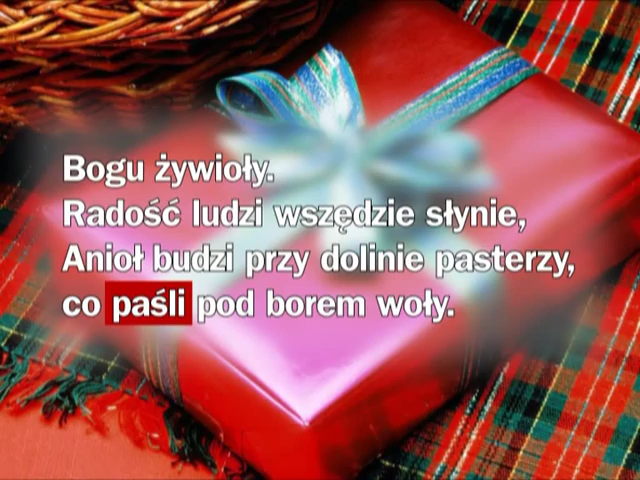 Bogu żywioły.
Radość ludzi wszędzie słynie,
Anioł budzi przy dolinie pasterzy,
co paśli pod borem woły.